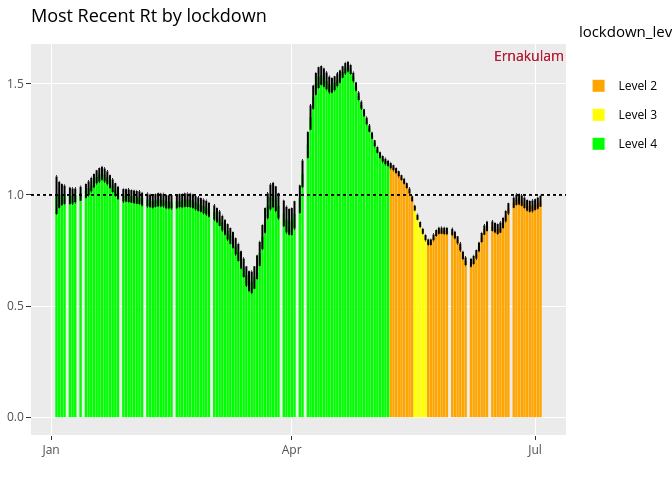 Most Recent Rt by lockdown
lockdown_lev
Ernakulam
Level 2
Level 3
Level 4
1.5
1.0
0.5
0.0
Jan
Apr
Jul